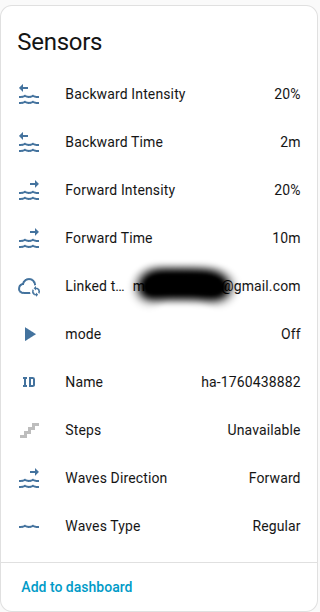 Sensors
Backward Intensity 20%
Backward Time 2m
Forward Intensity 20%
Forward Time 10m
Linked t... @gmail.com
mode Off
ID Name ha-1760438882
Steps Unavailable
Waves Direction Forward
Waves Type Regular
Add to dashboard